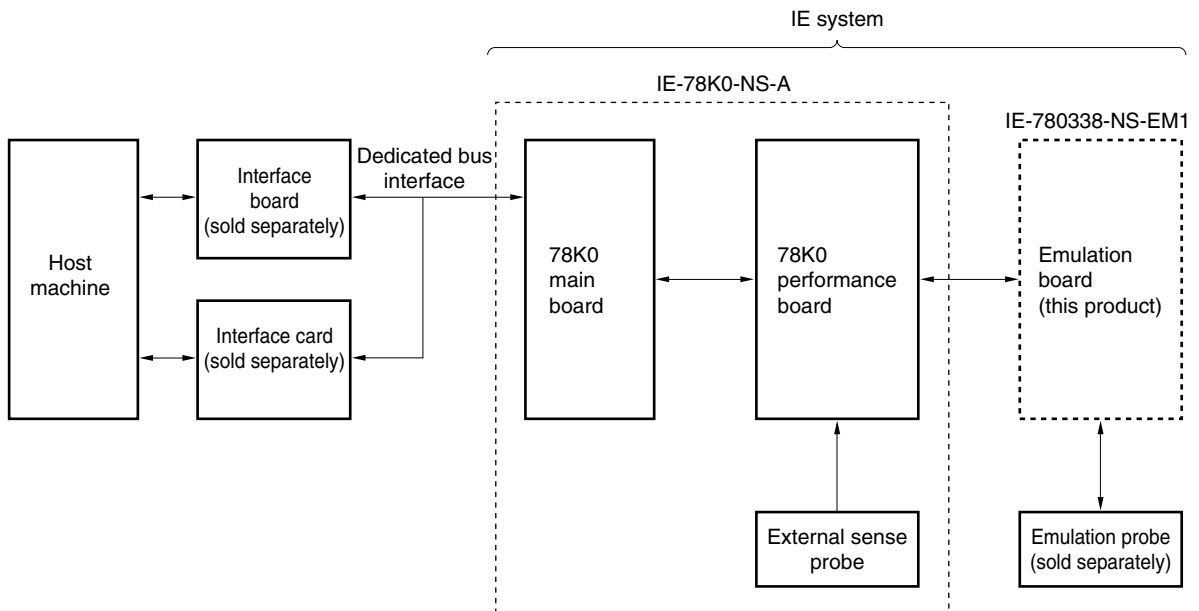 IE system
IE-78K0-NS-A
IE-780338-NS-EM1
Host
machine
Interface
board
(sold separately)
Interface card
(sold separately)
Dedicated bus
interface
78K0
main
board
78K0
performance
board
Emulation
board
(this product)
External sense
probe
Emulation probe
(sold separately)